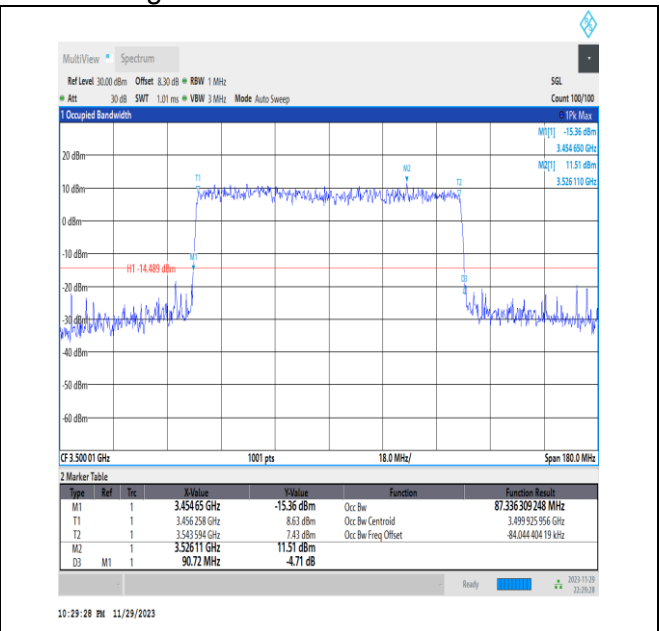 MultiView Spectrum
Ref Level 30.00 dBm Offset 8.30 dB RBW 1 MHz SGL
Att 30 dB SWT 1.01 ms VBW 3 MHz Mode Auto Sweep Count 100/100
1 Occupied Bandwidth 1Pk Max
M1[1] -15.36 dBm
3.454 650 GHz
M2[1] 11.51 dBm
3.526 110 GHz
20 dBm
M2
T1
T2
10 dBm
0 dBm
-10 dBm
M1
H1 -14.489 dBm
D3
-20 dBm
-30 dBm
-40 dBm
-50 dBm
-60 dBm
CF 3.500 01 GHz 1001 pts 18.0 MHz/ Span 180.0 MHz
2 Marker Table
Type Ref Trc X-Value Y-Value Function Function Result
M1 1 3.454 65 GHz -15.36 dBm Occ Bw 87.336 309 248 MHz
T1 1 3.456 258 GHz 8.63 dBm Occ Bw Centroid 3.499 925 956 GHz
T2 1 3.543 594 GHz 7.43 dBm Occ Bw Freq Offset -84.044 404 19 kHz
M2 1 3.526 11 GHz 11.51 dBm
D3 M1 1 90.72 MHz -4.71 dB
Ready 2023-11-29
22:29:28
10:29:28 PM 11/29/2023